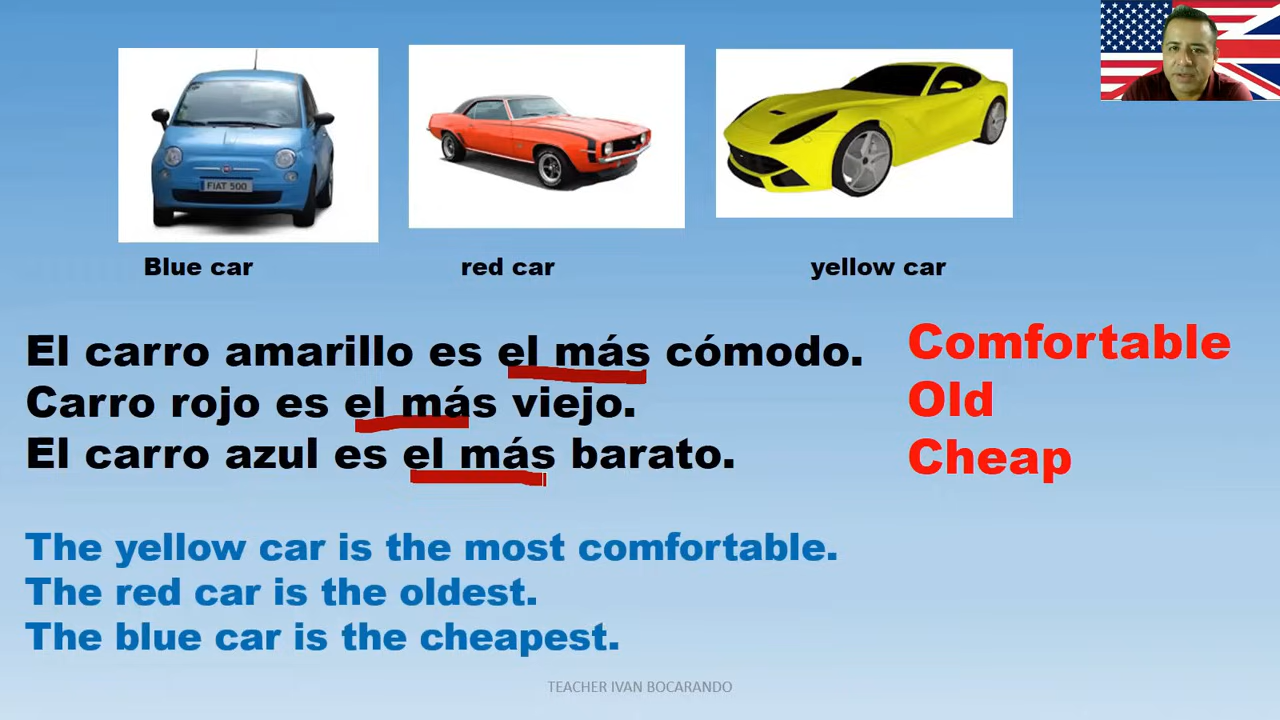 FIAT 500
Blue car
red car
yellow car
El carro amarillo es el más cómodo.
Carro rojo es el más viejo.
El carro azul es el más barato.
Comfortable
Old
Cheap
The yellow car is the most comfortable.
The red car is the oldest.
The blue car is the cheapest.
TEACHER IVAN BOCARANDO